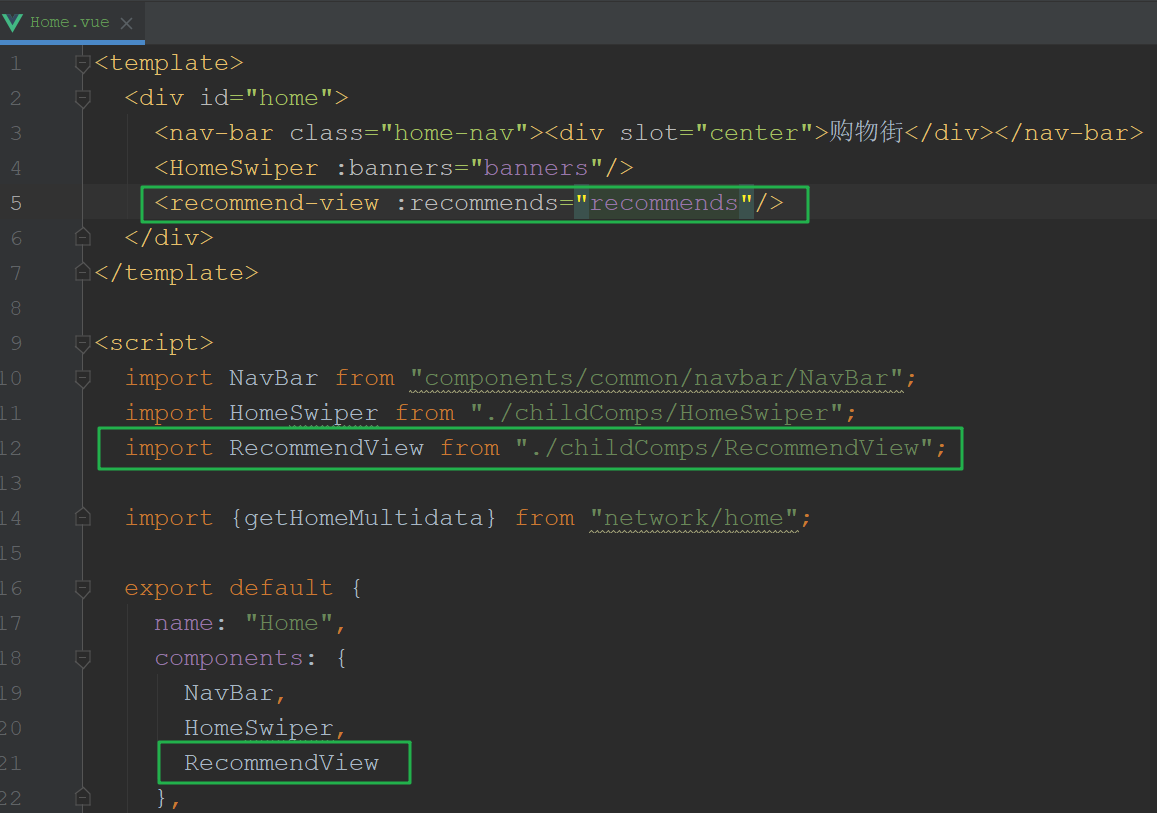 Home.vue
1 <template>
2 <div id="home">
3 <nav-bar class="home-nav"><div slot="center">购物街</div></nav-bar>
4 <HomeSwiper :banners="banners"/>
5 <recommend-view :recommends="recommends"/>
6 </div>
7 </template>
8
9 <script>
10 import NavBar from "components/common/navbar/NavBar";
11 import HomeSwiper from "./childComps/HomeSwiper";
12 import RecommendView from "./childComps/RecommendView";
13
14 import {getHomeMultidata} from "network/home";
15
16 export default {
17 name: "Home",
18 components: {
19 NavBar,
20 HomeSwiper,
21 RecommendView
22 },